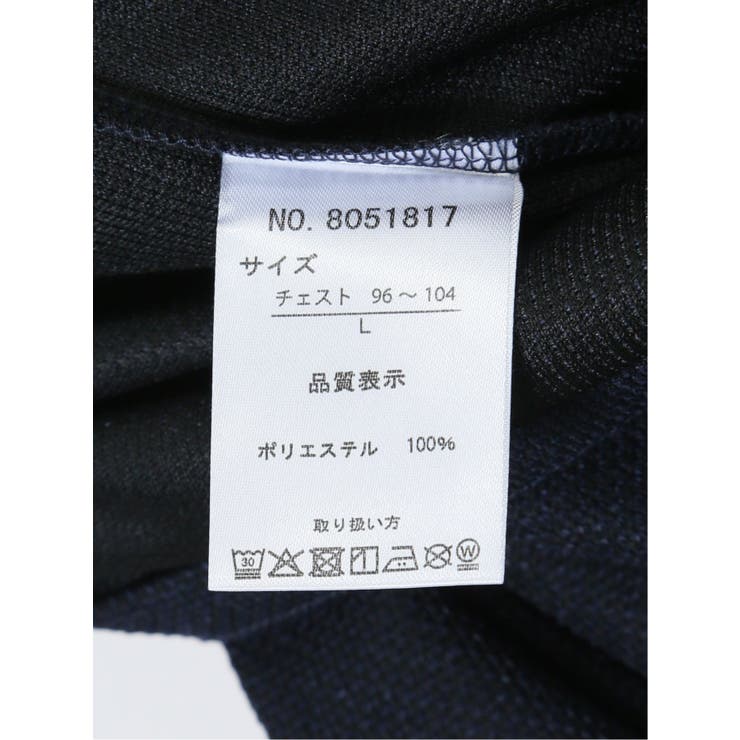 NO. 8051817
サイズ
チェスト 96〜104
L
品質表示
ポリエステル 100%
取り扱い方
30
W